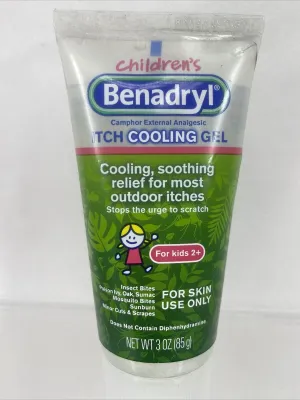 children's
Benadryl®
Camphor External Analgesic
ITCH COOLING GEL
Cooling, soothing
relief for most
outdoor itches
Stops the urge to scratch
For kids 2+
Insect Bites
Poison Ivy, Oak, Sumac
Mosquito Bites
Sunburn
Minor Cuts & Scrapes
FOR SKIN
USE ONLY
Does Not Contain Diphenhydramine
NET WT 3 OZ (85g)